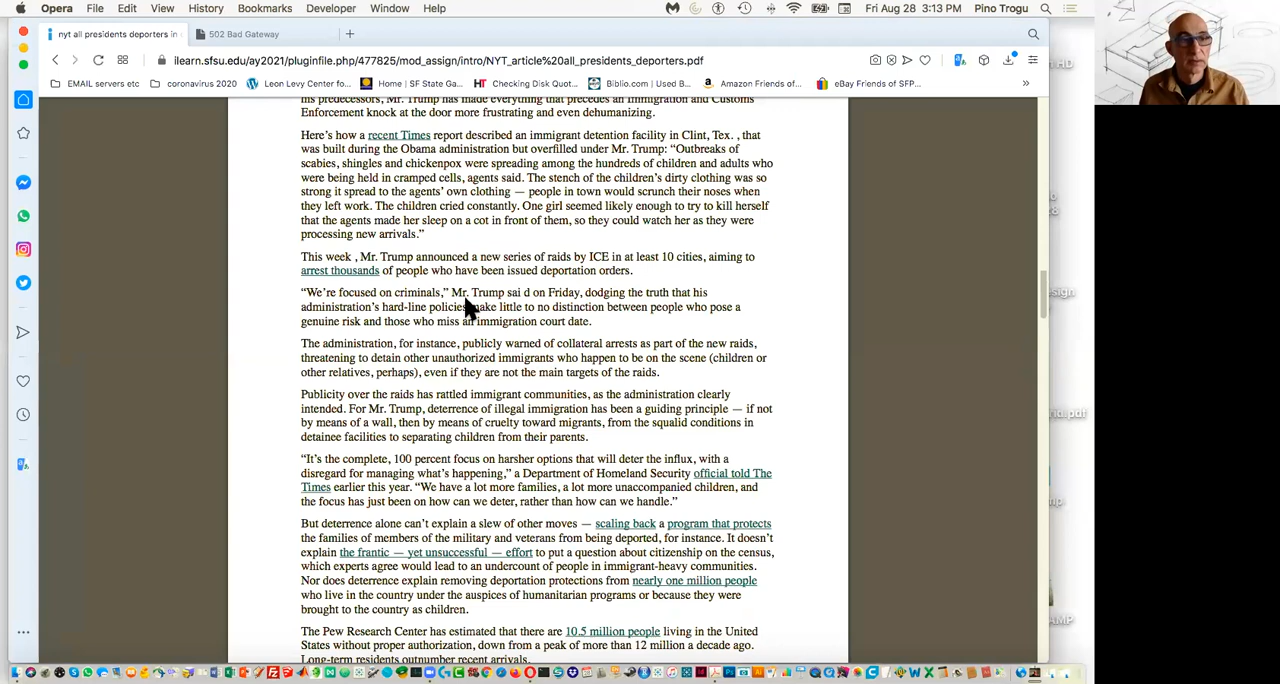 Opera File Edit View History Bookmarks Developer Window Help Fri Aug 28 3:13 PM Pino Trogu
nyt all presidents deporters in 502 Bad Gateway
ilearn.sfsu.edu/ay2021/pluginfile.php/477825/mod_assign/intro/NYT_article%20all_presidents_deporters.pdf
EMAIL servers etc coronavirus 2020 Leon Levy Center fo... Home | SF State Ga... Checking Disk Quot... Biblio.com | Used B... Amazon Friends of... eBay Friends of SFP...
his predecessors, Mr. Trump has made everything that precedes an Immigration and Customs
Enforcement knock at the door more frustrating and even dehumanizing.
Here's how a recent Times report described an immigrant detention facility in Clint, Tex. , that
was built during the Obama administration but overfilled under Mr. Trump: “Outbreaks of
scabies, shingles and chickenpox were spreading among the hundreds of children and adults who
were being held in cramped cells, agents said. The stench of the children’s dirty clothing was so
strong it spread to the agents’ own clothing — people in town would scrunch their noses when
they left work. The children cried constantly. One girl seemed likely enough to try to kill herself
that the agents made her sleep on a cot in front of them, so they could watch her as they were
processing new arrivals.”
This week , Mr. Trump announced a new series of raids by ICE in at least 10 cities, aiming to
arrest thousands of people who have been issued deportation orders.
“We’re focused on criminals,” Mr. Trump sai d on Friday, dodging the truth that his
administration’s hard-line policies make little to no distinction between people who pose a
genuine risk and those who miss an immigration court date.
The administration, for instance, publicly warned of collateral arrests as part of the new raids,
threatening to detain other unauthorized immigrants who happen to be on the scene (children or
other relatives, perhaps), even if they are not the main targets of the raids.
Publicity over the raids has rattled immigrant communities, as the administration clearly
intended. For Mr. Trump, deterrence of illegal immigration has been a guiding principle — if not
by means of a wall, then by means of cruelty toward migrants, from the squalid conditions in
detainee facilities to separating children from their parents.
“It’s the complete, 100 percent focus on harsher options that will deter the influx, with a
disregard for managing what’s happening,” a Department of Homeland Security official told The
Times earlier this year. “We have a lot more families, a lot more unaccompanied children, and
the focus has just been on how can we deter, rather than how can we handle.”
But deterrence alone can’t explain a slew of other moves — scaling back a program that protects
the families of members of the military and veterans from being deported, for instance. It doesn’t
explain the frantic — yet unsuccessful — effort to put a question about citizenship on the census,
which experts agree would lead to an undercount of people in immigrant-heavy communities.
Nor does deterrence explain removing deportation protections from nearly one million people
who live in the country under the auspices of humanitarian programs or because they were
brought to the country as children.
The Pew Research Center has estimated that there are 10.5 million people living in the United
States without proper authorization, down from a peak of more than 12 million a decade ago.
Long-term residents outnumber recent arrivals.